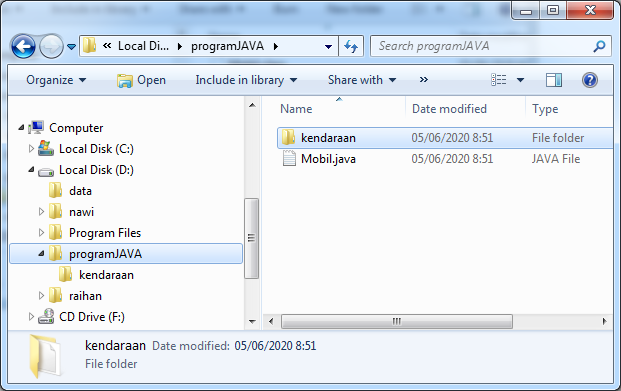 « Local Di... ▸ programJAVA ▸
Search programJAVA
Organize Open Include in library Share with »
Name Date modified Type
Computer
Local Disk (C:)
Local Disk (D:)
data
nawi
Program Files
programJAVA
kendaraan
raihan
CD Drive (F:)
kendaraan 05/06/2020 8:51 File folder
Mobil.java 05/06/2020 8:51 JAVA File
kendaraan Date modified: 05/06/2020 8:51
File folder